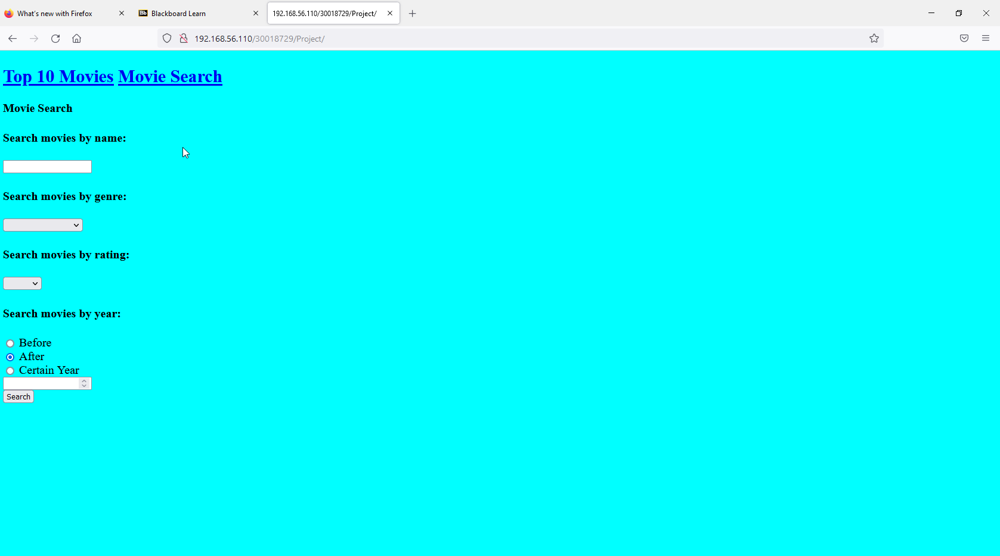 What's new with Firefox
Bb Blackboard Learn
192.168.56.110/30018729/Project/
192.168.56.110/30018729/Project/
Top 10 Movies Movie Search
Movie Search
Search movies by name:
Search movies by genre:
Search movies by rating:
Search movies by year:
Before
After
Certain Year
Search